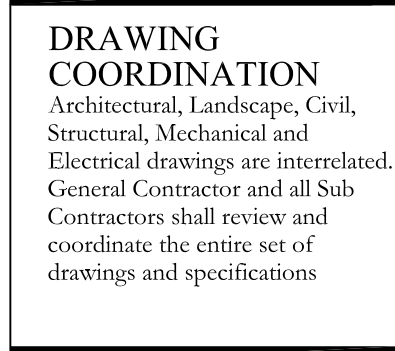 DRAWING
COORDINATION
Architectural, Landscape, Civil,
Structural, Mechanical and
Electrical drawings are interrelated.
General Contractor and all Sub
Contractors shall review and
coordinate the entire set of
drawings and specifications